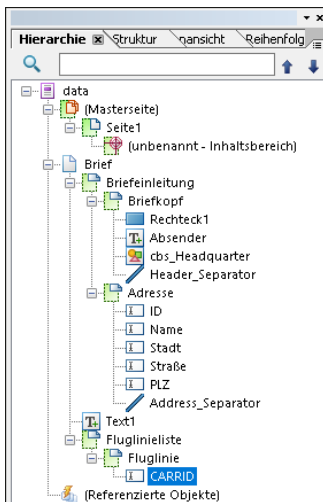 Hierarchie Struktur nansicht Reihenfolg
data
(Masterseite)
Seite1
(unbenannt - Inhaltsbereich)
Brief
Briefeinleitung
Briefkopf
Rechteck1
Absender
cbs_Headquarter
Header_Separator
Adresse
ID
Name
Stadt
Straße
PLZ
Address_Separator
Text1
Fluglinieliste
Fluglinie
CARRID
(Referenzierte Objekte)